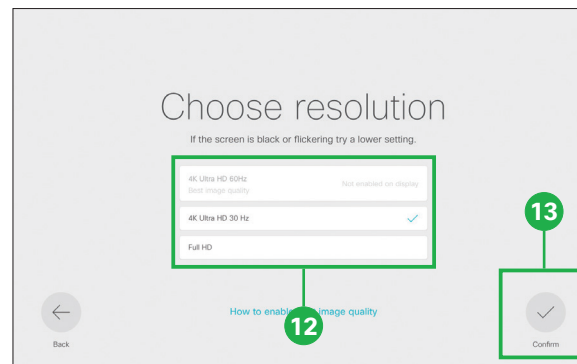 Choose resolution
If the screen is black or flickering try a lower setting.
4K Ultra HD 60Hz
Best image quality
Not enabled on display
4K Ultra HD 30 Hz
Full HD
13
How to enable image quality
12
Back
Confirm